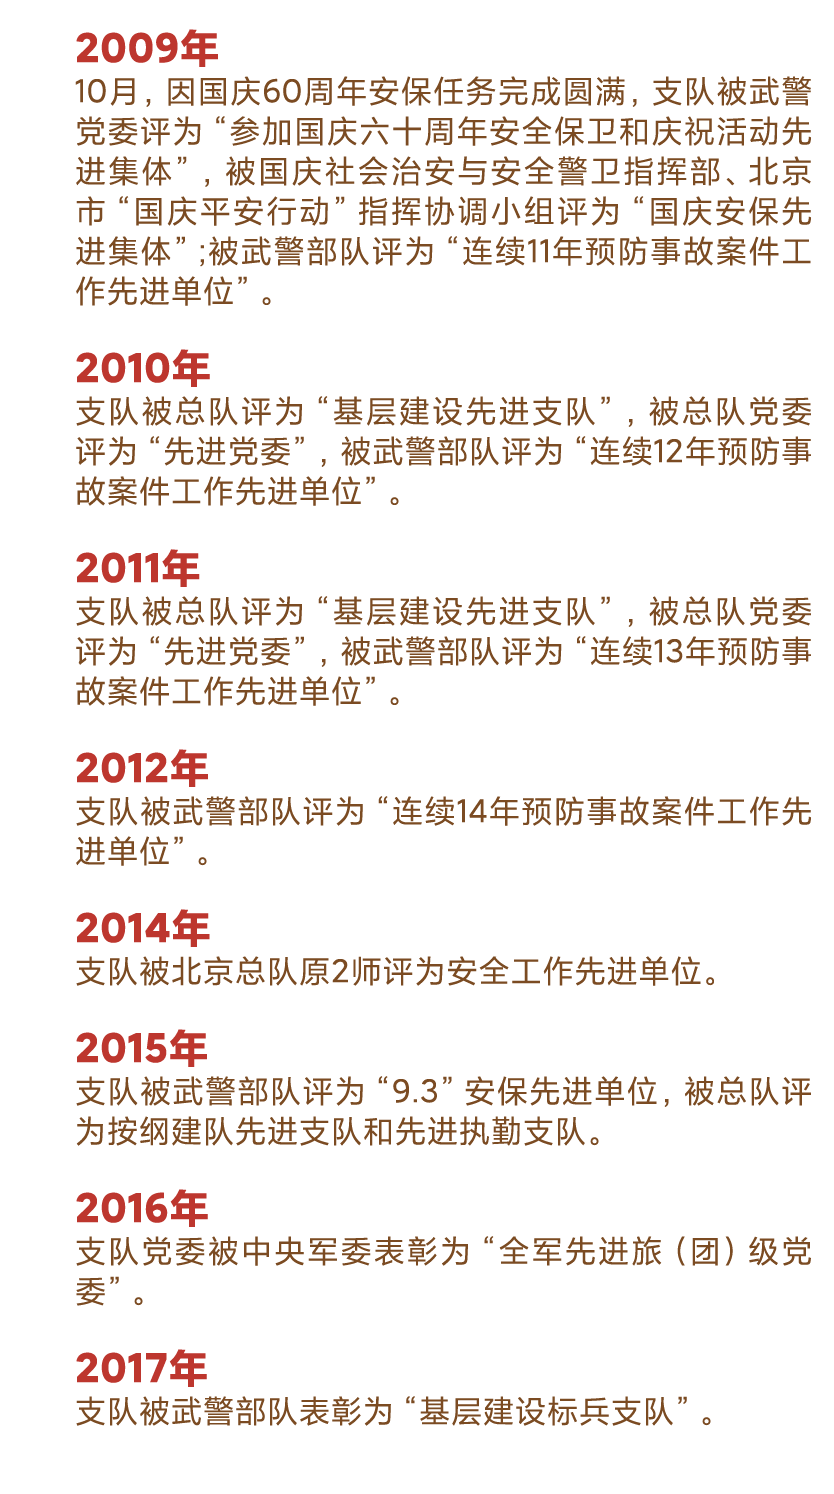 2009年
10月，因国庆60周年安保任务完成圆满，支队被武警
党委评为“参加国庆六十周年安全保卫和庆祝活动先
进集体”，被国庆社会治安与安全警卫指挥部、北京
市“国庆平安行动”指挥协调小组评为“国庆安保先
进集体”;被武警部队评为“连续11年预防事故案件工
作先进单位”。
2010年
支队被总队评为“基层建设先进支队”，被总队党委
评为“先进党委”，被武警部队评为“连续12年预防事
故案件工作先进单位”。
2011年
支队被总队评为“基层建设先进支队”，被总队党委
评为“先进党委”，被武警部队评为“连续13年预防事
故案件工作先进单位”。
2012年
支队被武警部队评为“连续14年预防事故案件工作先
进单位”。
2014年
支队被北京总队原2师评为安全工作先进单位。
2015年
支队被武警部队评为“9.3”安保先进单位，被总队评
为按纲建队先进支队和先进执勤支队。
2016年
支队党委被中央军委表彰为“全军先进旅（团）级党
委”。
2017年
支队被武警部队表彰为“基层建设标兵支队”。